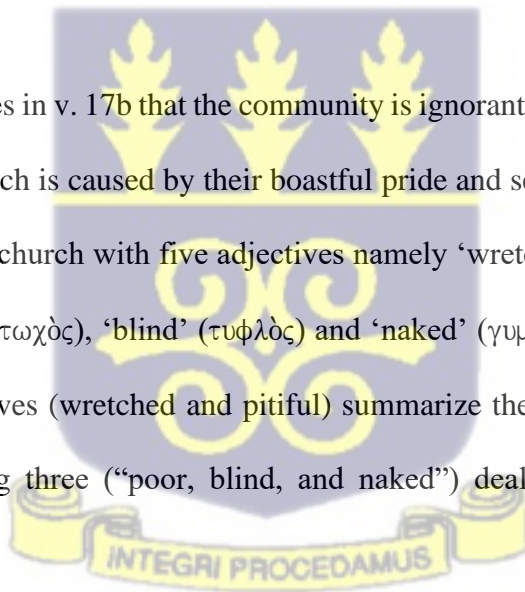 es in v. 17b that the community is ignorant
ch is caused by their boastful pride and s
church with five adjectives namely ‘wret
τωχὸς), ‘blind’ (τυφλὸς) and ‘naked’ (γυμ
ves (wretched and pitiful) summarize the
g three (“poor, blind, and naked”) deal
INTEGRI PROCEDAMUS